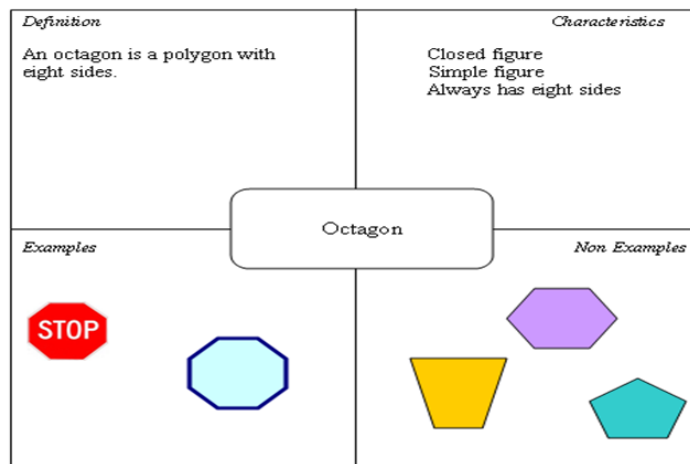 Definition
An octagon is a polygon with
eight sides.
Characteristics
Closed figure
Simple figure
Always has eight sides
Octagon
Examples
STOP
Non Examples